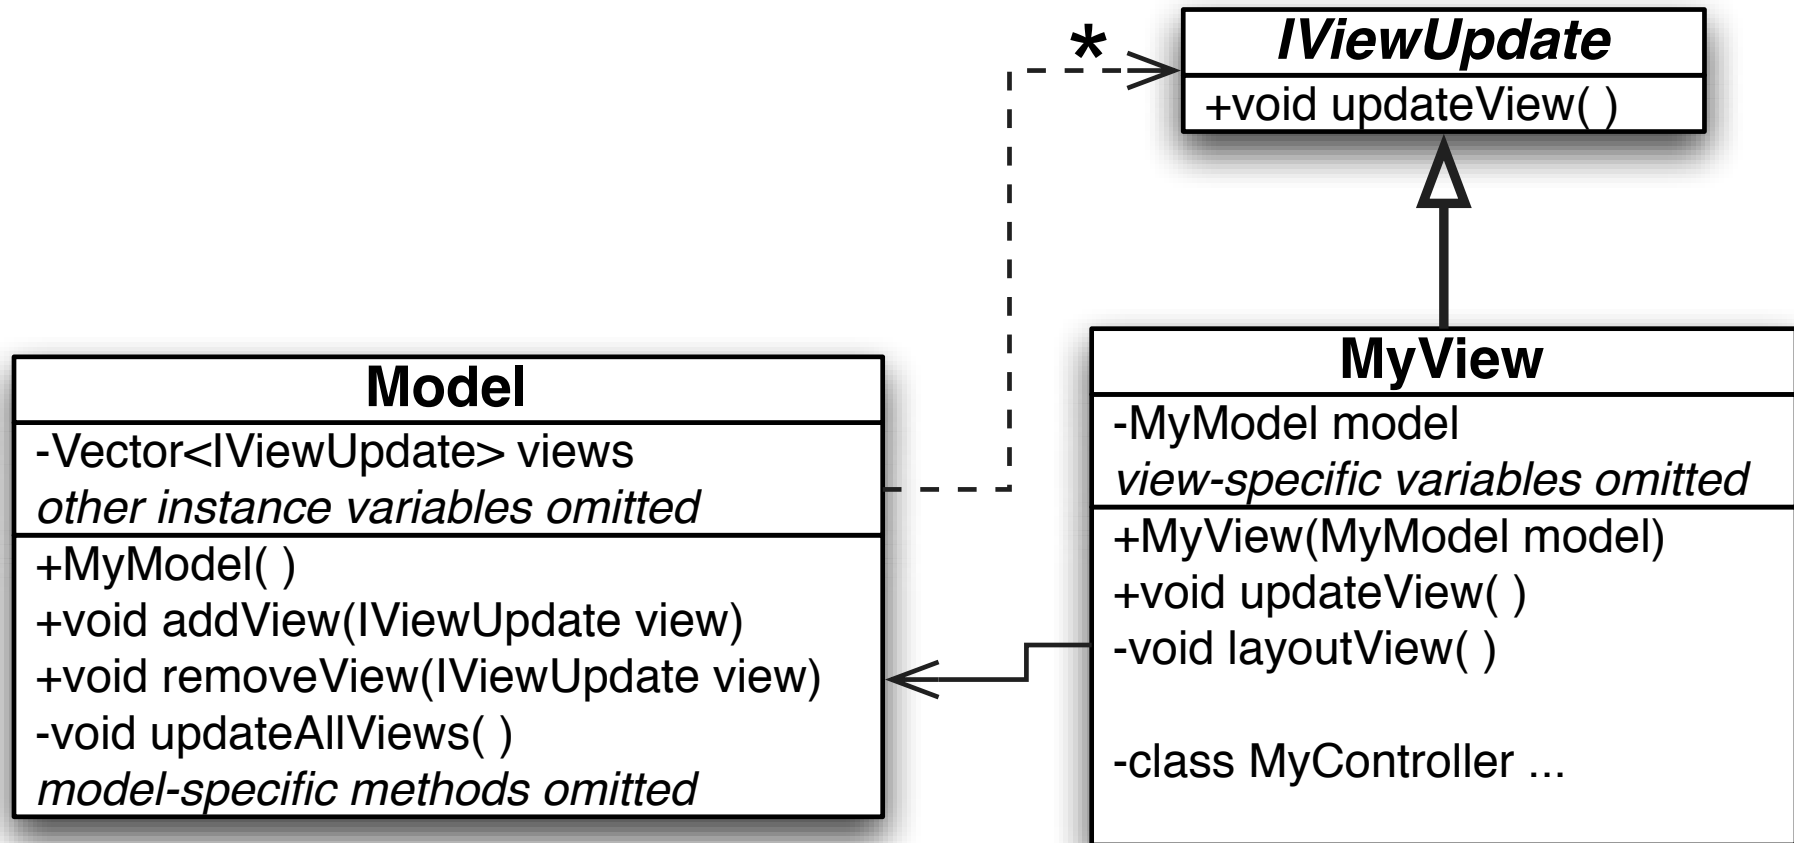 *
IViewUpdate
+void updateView( )
Model
-Vector<IViewUpdate> views
other instance variables omitted
+MyModel( )
+void addView(IViewUpdate view)
+void removeView(IViewUpdate view)
-void updateAllViews( )
model-specific methods omitted
MyView
-MyModel model
view-specific variables omitted
+MyView(MyModel model)
+void updateView( )
-void layoutView( )
-class MyController ...